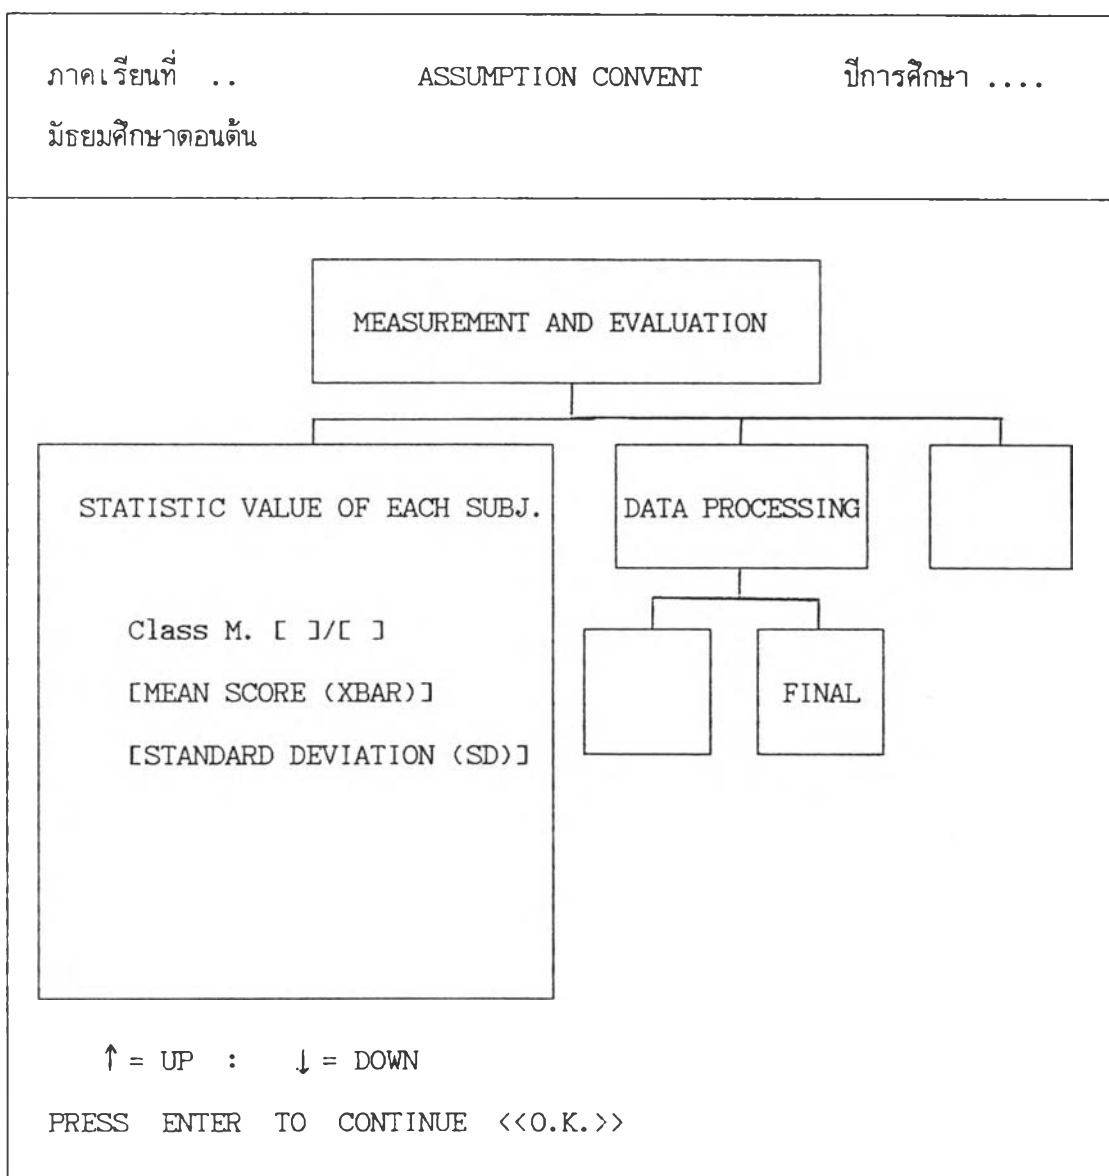 ภาคเรียนที่ .. ASSUMPTION CONVENT ปีการศึกษา ....
มัธยมศึกษาตอนต้น
MEASUREMENT AND EVALUATION
STATISTIC VALUE OF EACH SUBJ.
DATA PROCESSING
Class M. [ ]/[ ]
[MEAN SCORE (XBAR)]
[STANDARD DEVIATION (SD)]
FINAL
↑ = UP : ↓ = DOWN
PRESS ENTER TO CONTINUE <<O.K.>>